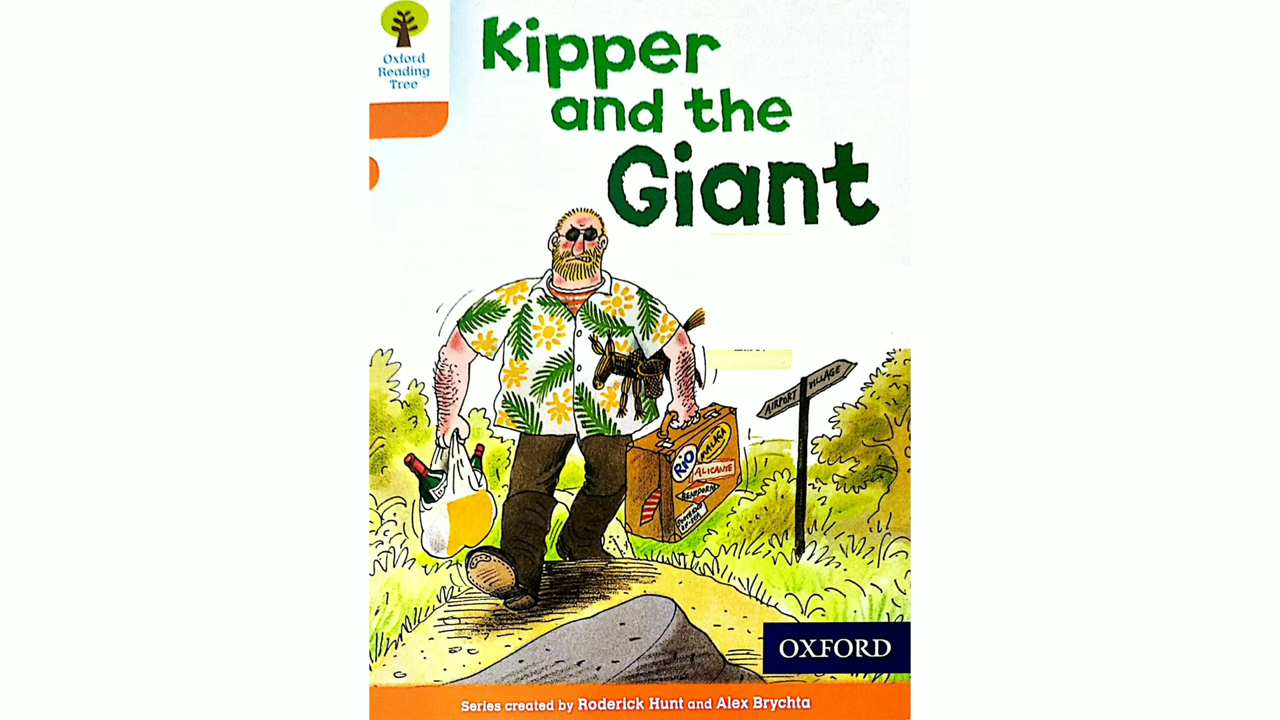 Oxford
Reading
Tree
Kipper
and the
Giant
AIRPORT VILLAGE
RIO
MALAGA
ALICANTE
BENIDORM
OXFORD
Series created by Roderick Hunt and Alex Brychta